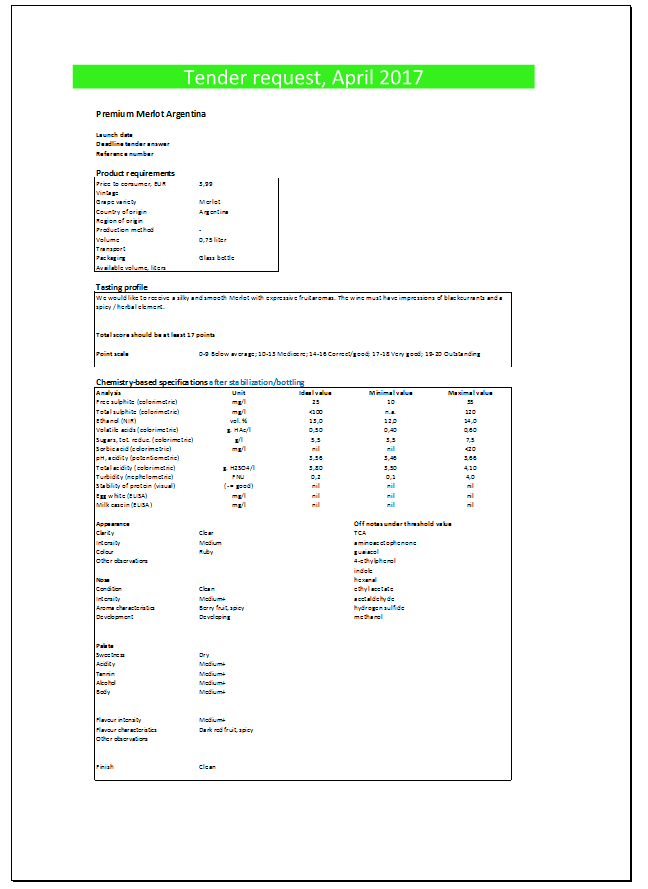 Tender request, April 2017
Premium Merlot Argentina
Launch date
Deadline tender answer
Reference number
Product requirements
Price to consumer, EUR 5,99
Vintage
Grape variety Merlot
Country of origin Argentina
Region of origin
Production method -
Volume 0,75 liter
Transport
Packaging Glass bottle
Available volume, liters
Tasting profile
We would like to receive a silky and smooth Merlot with expressive fruit aromas. The wine must have impressions of blackcurrants and a
spicy / herbal element.
Total score should be at least 17 points
Point scale 0-9 Below average; 10-13 Mediocre; 14-16 Correct/good; 17-18 Very good; 19-20 Outstanding
Chemistry-based specifications after stabilization/bottling
Analysis Unit Ideal value Minimal value Maximal value
Free sulphite (colorimetric) mg/l 25 10 35
Total sulphite (colorimetric) mg/l <100 n.a. 120
Ethanol (NIR) vol. % 13,0 12,0 14,0
Volatile acids (colorimetric) g. HAc/l 0,50 0,40 0,60
Sugars, tot. reduc. (colorimetric) g/l 5,5 3,5 7,5
Sorbic acid (colorimetric) mg/l nil nil <20
pH, acidity (potentiometric) 3,56 3,46 3,66
Total acidity (colorimetric) g. H2SO4/l 3,80 3,50 4,10
Turbidity (nephelometric) FNU 0,2 0,1 4,0
Stability of protein (visual) (- = good) nil nil nil
Egg white (ELISA) mg/l nil nil nil
Milk casein (ELISA) mg/l nil nil nil
Appearance Off notes under threshold value
Clarity Clear TCA
Intensity Medium aminoacetophenone
Colour Ruby guaiacol
Other observations 4-ethylphenol
indole
Nose hexanal
Condition Clean ethyl acetate
Intensity Medium+ acetaldehyde
Aroma characteristics Berry fruit, spicy hydrogen sulfide
Development Developing methanol
Palate
Sweetness Dry
Acidity Medium+
Tannin Medium+
Alcohol Medium+
Body Medium+
Flavour intensity Medium+
Flavour characteristics Dark red fruit, spicy
Other observations
Finish Clean